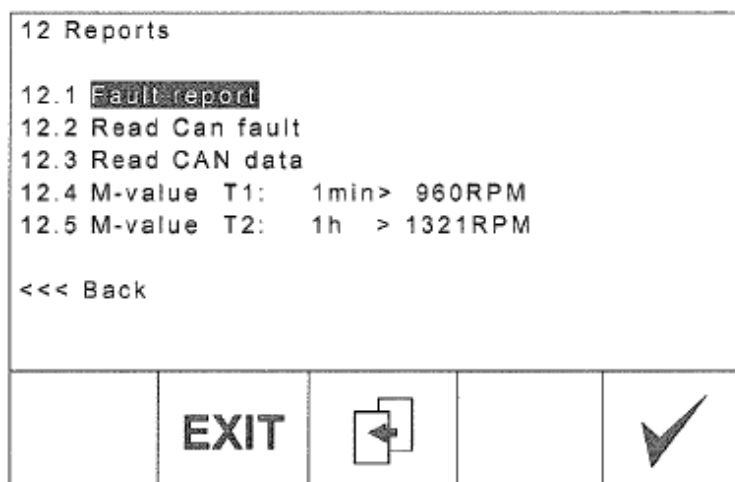 12 Reports
12.1 Fault report
12.2 Read Can fault
12.3 Read CAN data
12.4 M-value T1: 1min> 960RPM
12.5 M-value T2: 1h > 1321RPM
<<< Back
EXIT